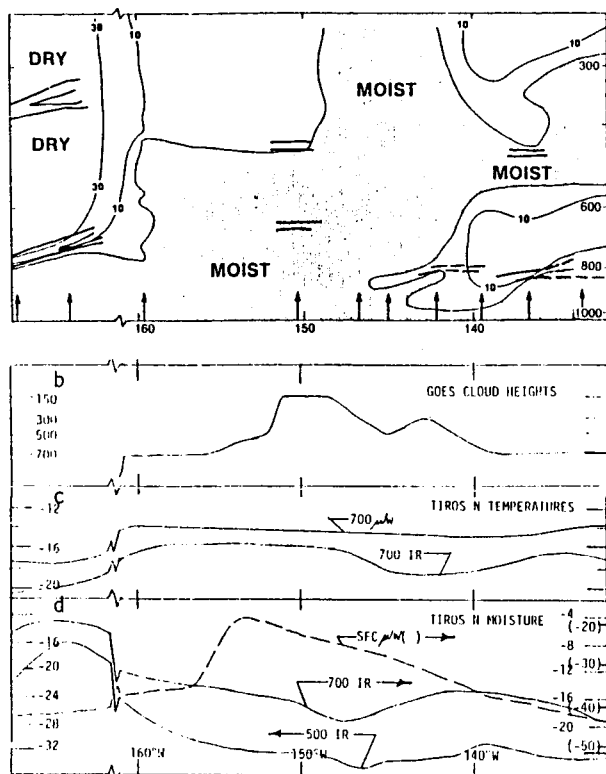 30 10 10
DRY 10 300
MOIST
DRY
MOIST
30 10 600
10
MOIST
10 800
1000
160 150 140
b GOES CLOUD HEIGHTS
-150
300
-500
-700
c TIROS N TEMPERATURES
-12
700 μW
-16
700 IR
-20
d TIROS N MOISTURE
-16 SFC μ/W( ) -4
(-20)
-20 -8
-12 (-30)
-24 700 IR -16
(-40)
-28 -20
500 IR
-32 (-50)
160°W 150°W 140°W